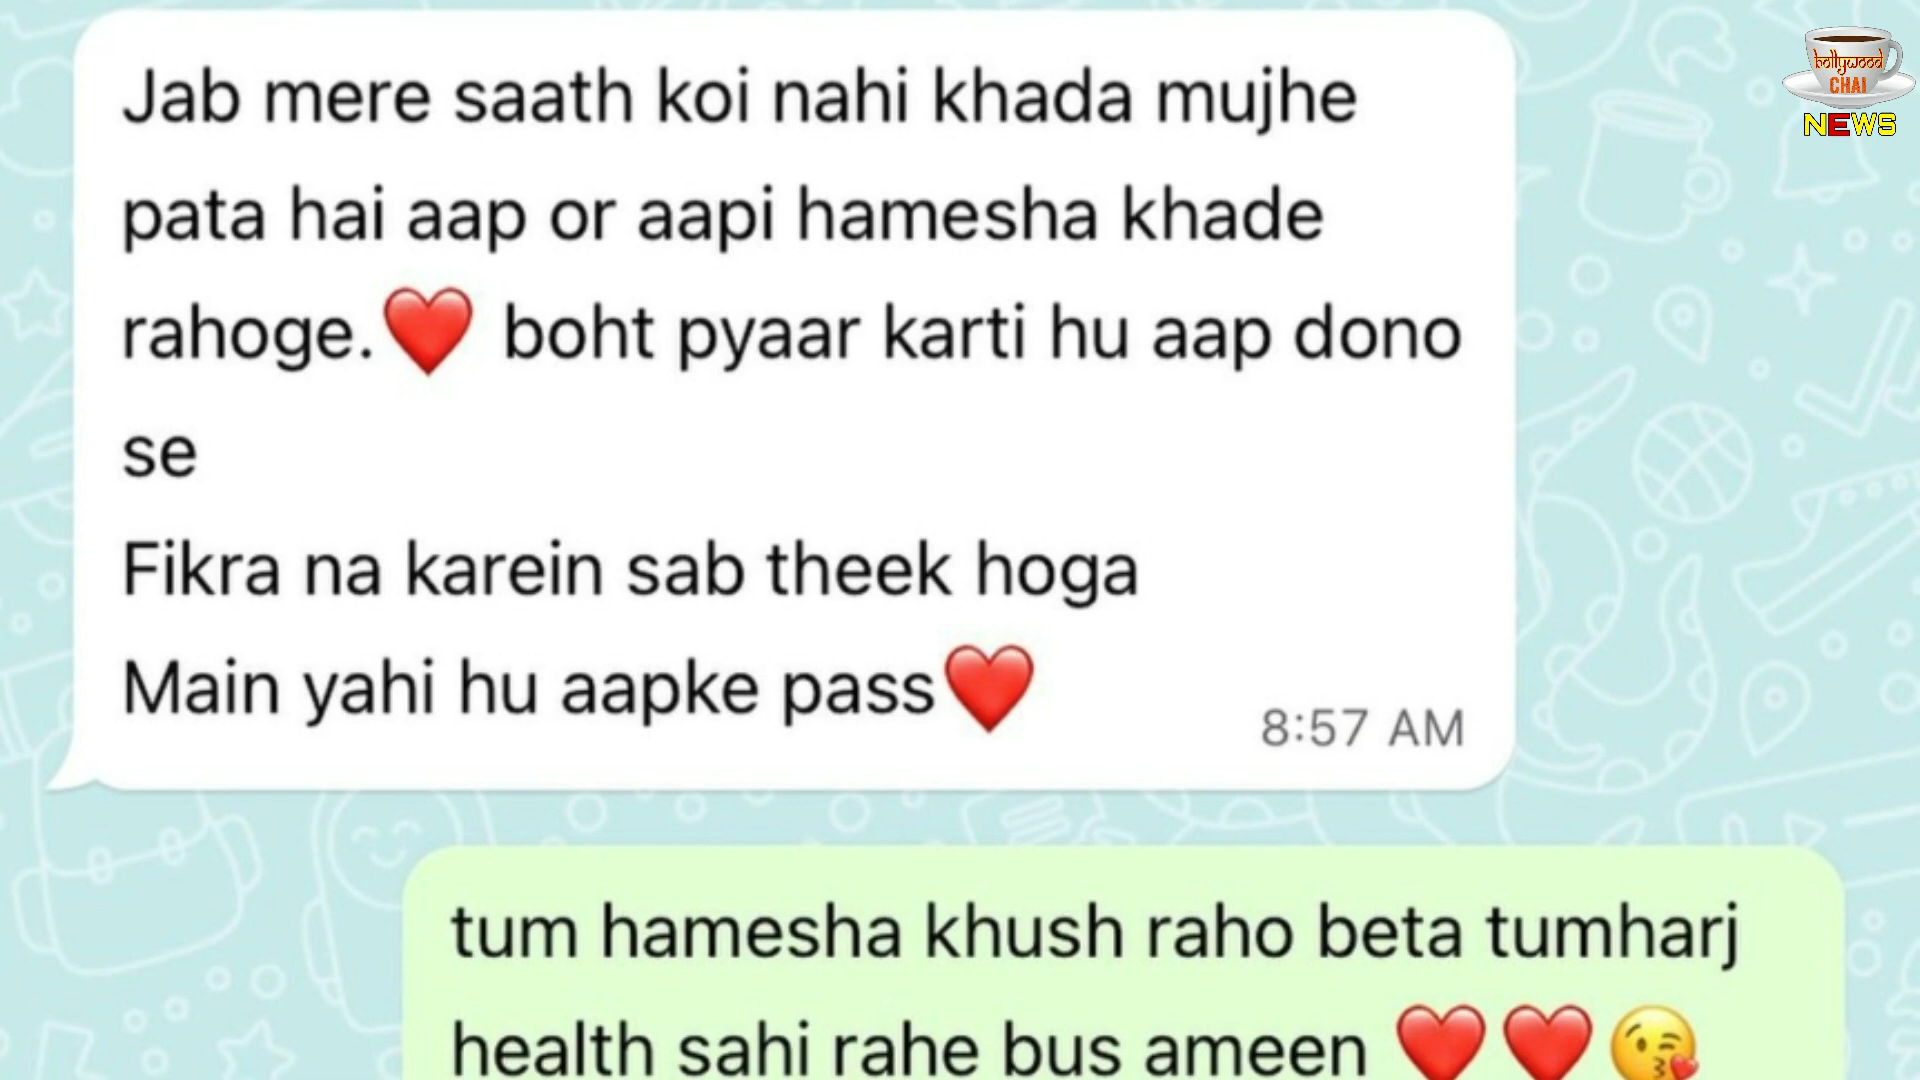 bollywood
CHAI
NEWS
Jab mere saath koi nahi khada mujhe
pata hai aap or aapi hamesha khade
rahoge.❤️ boht pyaar karti hu aap dono
se
Fikra na karein sab theek hoga
Main yahi hu aapke pass❤️
8:57 AM
tum hamesha khush raho beta tumharj
health sahi rahe bus ameen ❤️❤️😘